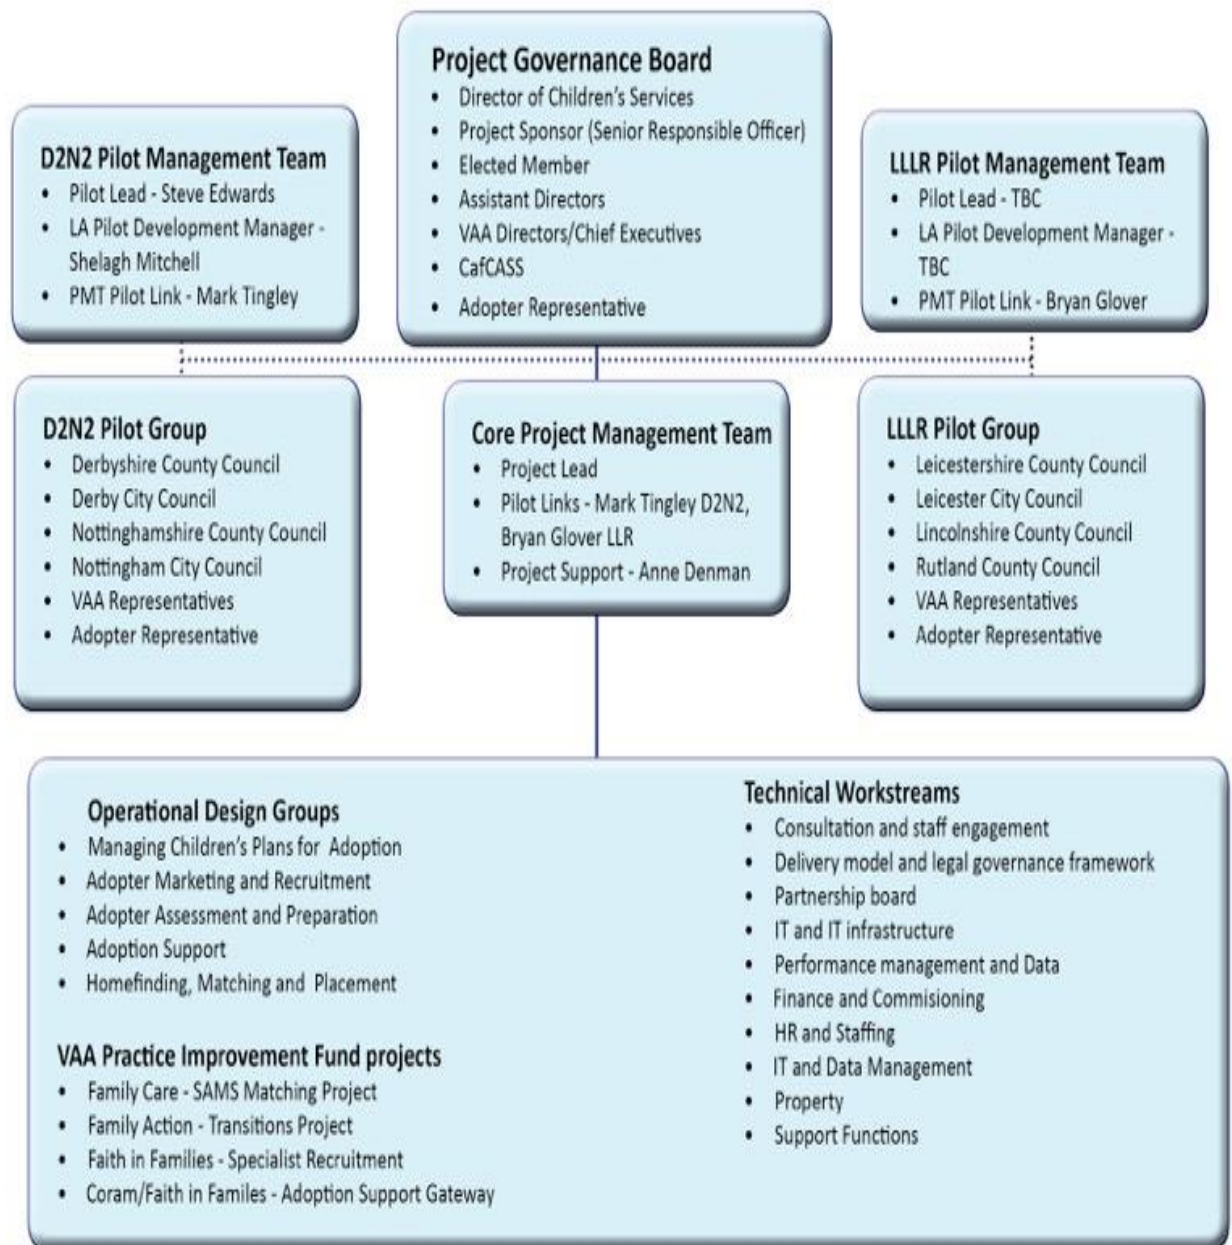 Project Governance Board
• Director of Children's Services
• Project Sponsor (Senior Responsible Officer)
• Elected Member
• Assistant Directors
• VAA Directors/Chief Executives
• CafCASS
• Adopter Representative
D2N2 Pilot Management Team
• Pilot Lead - Steve Edwards
• LA Pilot Development Manager -
Shelagh Mitchell
• PMT Pilot Link - Mark Tingley
LLLR Pilot Management Team
• Pilot Lead - TBC
• LA Pilot Development Manager -
TBC
• PMT Pilot Link - Bryan Glover
D2N2 Pilot Group
• Derbyshire County Council
• Derby City Council
• Nottinghamshire County Council
• Nottingham City Council
• VAA Representatives
• Adopter Representative
Core Project Management Team
• Project Lead
• Pilot Links - Mark Tingley D2N2,
Bryan Glover LLR
• Project Support - Anne Denman
LLLR Pilot Group
• Leicestershire County Council
• Leicester City Council
• Lincolnshire County Council
• Rutland County Council
• VAA Representatives
• Adopter Representative
Operational Design Groups
• Managing Children's Plans for Adoption
• Adopter Marketing and Recruitment
• Adopter Assessment and Preparation
• Adoption Support
• Homefinding, Matching and Placement
VAA Practice Improvement Fund projects
• Family Care - SAMS Matching Project
• Family Action - Transitions Project
• Faith in Families - Specialist Recruitment
• Coram/Faith in Familes - Adoption Support Gateway
Technical Workstreams
• Consultation and staff engagement
• Delivery model and legal governance framework
• Partnership board
• IT and IT infrastructure
• Performance management and Data
• Finance and Commisioning
• HR and Staffing
• IT and Data Management
• Property
• Support Functions